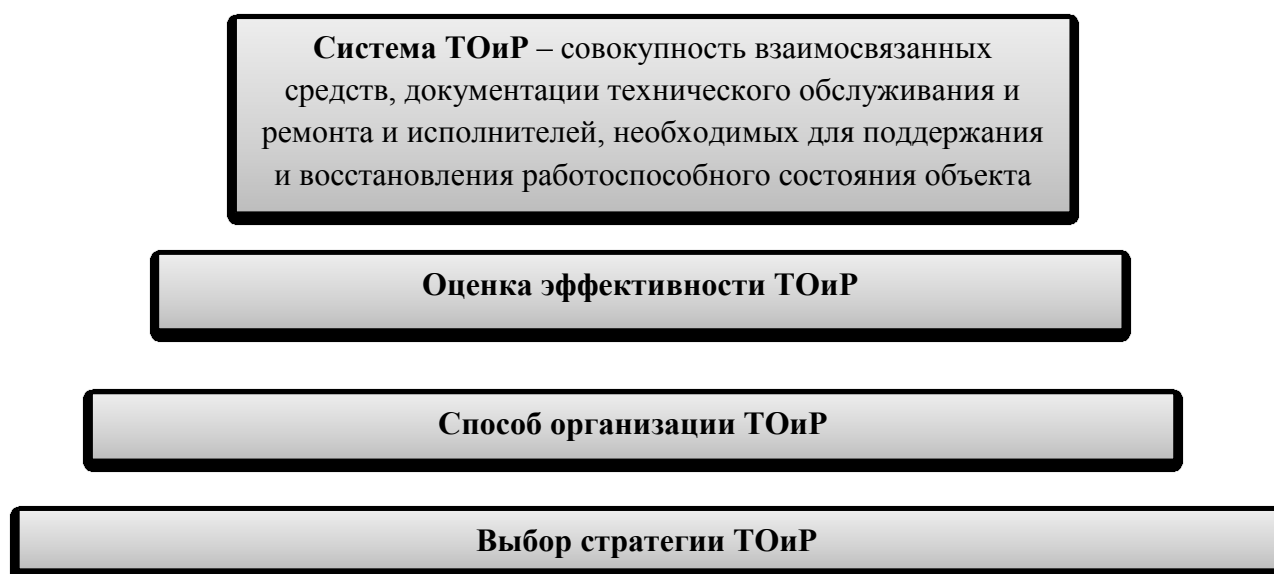 Система ТОиР – совокупность взаимосвязанных
средств, документации технического обслуживания и
ремонта и исполнителей, необходимых для поддержания
и восстановления работоспособного состояния объекта
Оценка эффективности ТОиР
Способ организации ТОиР
Выбор стратегии ТОиР